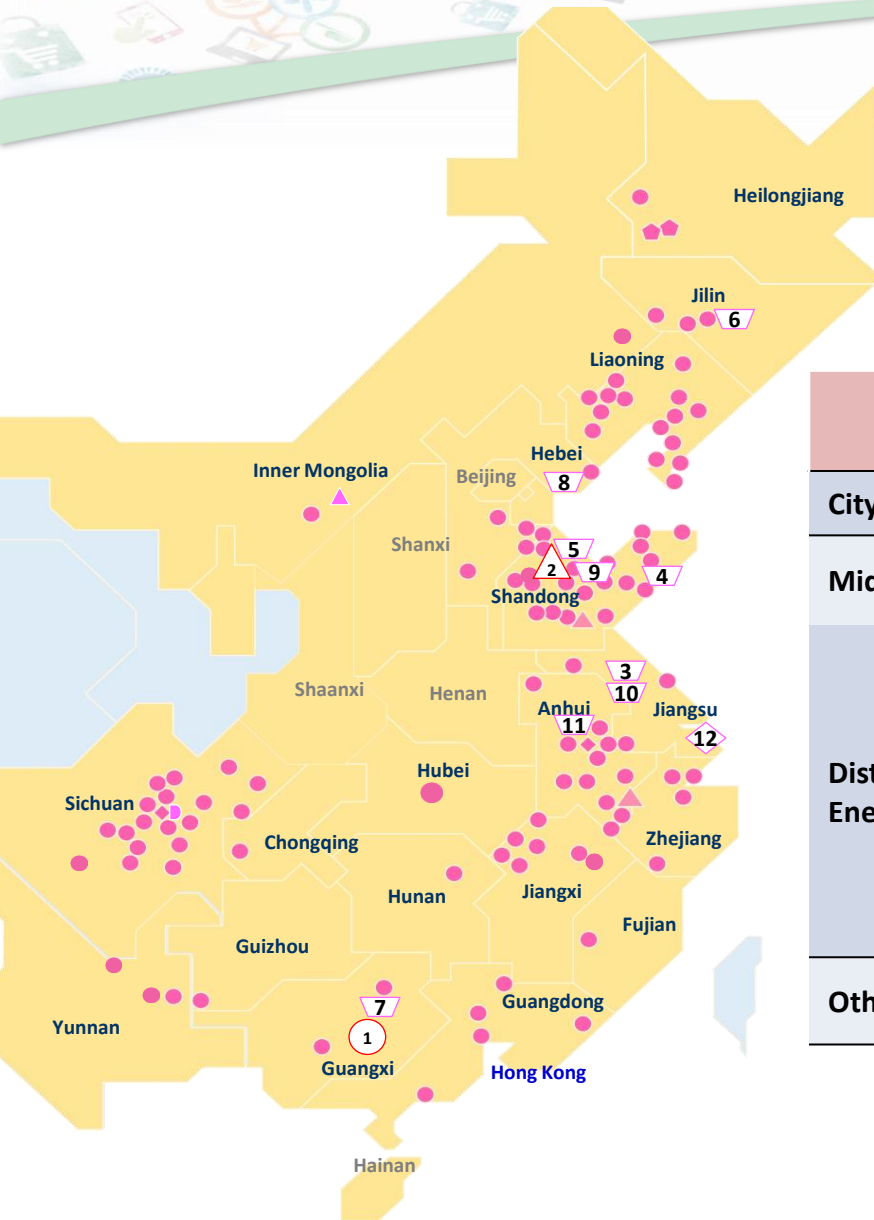 Heilongjiang
Jilin
6
Liaoning
Hebei
8
Beijing
Inner Mongolia
Shanxi
5
2
9
4
Shandong
Shaanxi
Henan
3
10
Anhui
Jiangsu
11
12
Hubei
Sichuan
Chongqing
Zhejiang
Hunan
Jiangxi
Fujian
Guizhou
Guangdong
7
1
Yunnan
Guangxi
Hong Kong
Hainan
City
Mid
Dist
Ene
Oth